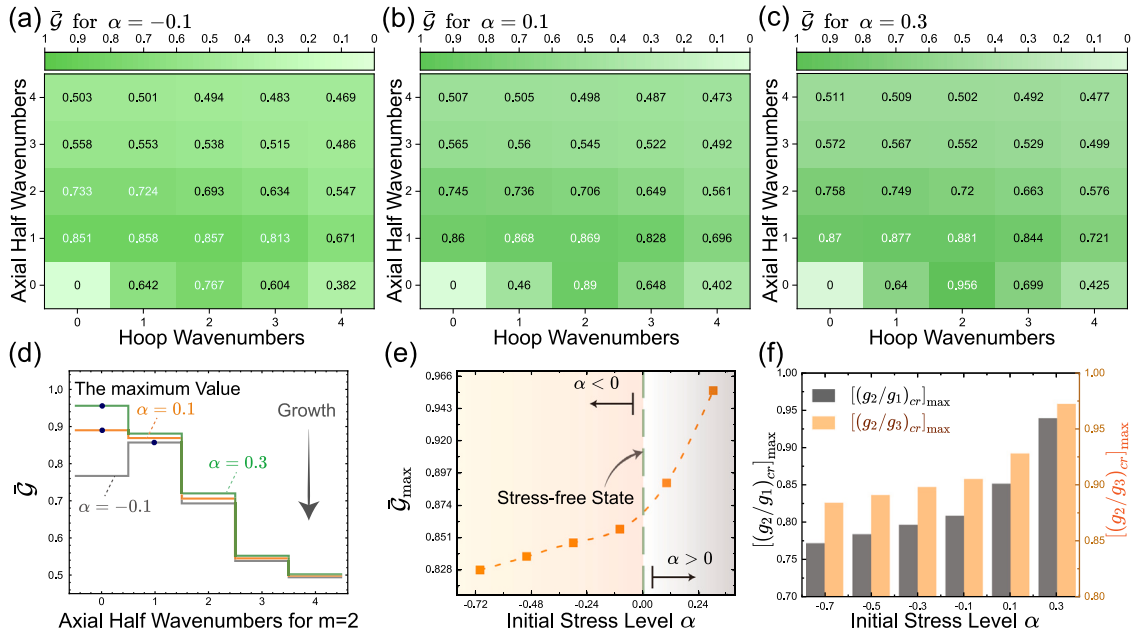 (a) 𝒢̄ for α = −0.1
1 0.9 0.8 0.7 0.6 0.5 0.4 0.3 0.2 0.1 0
Axial Half Wavenumbers
4 0.503 0.501 0.494 0.483 0.469
3 0.558 0.553 0.538 0.515 0.486
2 0.733 0.724 0.693 0.634 0.547
1 0.851 0.858 0.857 0.813 0.671
0 0 0.642 0.767 0.604 0.382
0 1 2 3 4
Hoop Wavenumbers
(b) 𝒢̄ for α = 0.1
1 0.9 0.8 0.7 0.6 0.5 0.4 0.3 0.2 0.1 0
Axial Half Wavenumbers
4 0.507 0.505 0.498 0.487 0.473
3 0.565 0.56 0.545 0.522 0.492
2 0.745 0.736 0.706 0.649 0.561
1 0.86 0.868 0.869 0.828 0.696
0 0 0.46 0.89 0.648 0.402
0 1 2 3 4
Hoop Wavenumbers
(c) 𝒢̄ for α = 0.3
1 0.9 0.8 0.7 0.6 0.5 0.4 0.3 0.2 0.1 0
Axial Half Wavenumbers
4 0.511 0.509 0.502 0.492 0.477
3 0.572 0.567 0.552 0.529 0.499
2 0.758 0.749 0.72 0.663 0.576
1 0.87 0.877 0.881 0.844 0.721
0 0 0.64 0.956 0.699 0.425
0 1 2 3 4
Hoop Wavenumbers
(d)
The maximum Value
α = 0.1
Growth
α = 0.3
α = −0.1
𝒢̄
1.0
0.9
0.8
0.7
0.6
0.5
0 1 2 3 4
Axial Half Wavenumbers for m=2
(e)
α < 0
Stress-free State
α > 0
𝒢̄max
0.966
0.943
0.920
0.897
0.874
0.851
0.828
-0.72 -0.48 -0.24 0.00 0.24
Initial Stress Level α
(f)
[(g₂/g₁)cr]max
[(g₂/g₃)cr]max
[(g₂/g₁)cr]max
1.00
0.95
0.90
0.85
0.80
0.75
0.70
[(g₂/g₃)cr]max
1.00
0.95
0.90
0.85
0.80
-0.7 -0.5 -0.3 -0.1 0.1 0.3
Initial Stress Level α